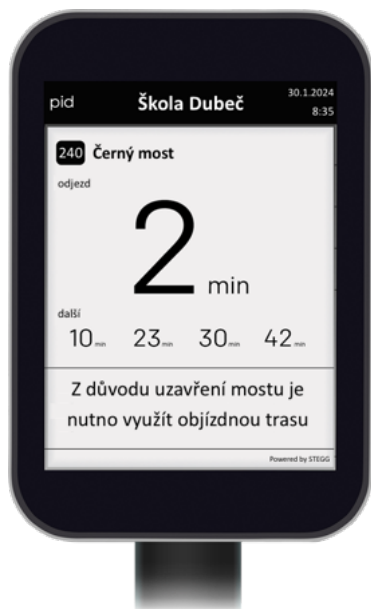 pid
Škola Dubeč
30.1.2024
8:35
240 Černý most
odjezd
2 min
další
10 min 23 min 30 min 42 min
Z důvodu uzavření mostu je
nutno využít objízdnou trasu
Powered by STEGG